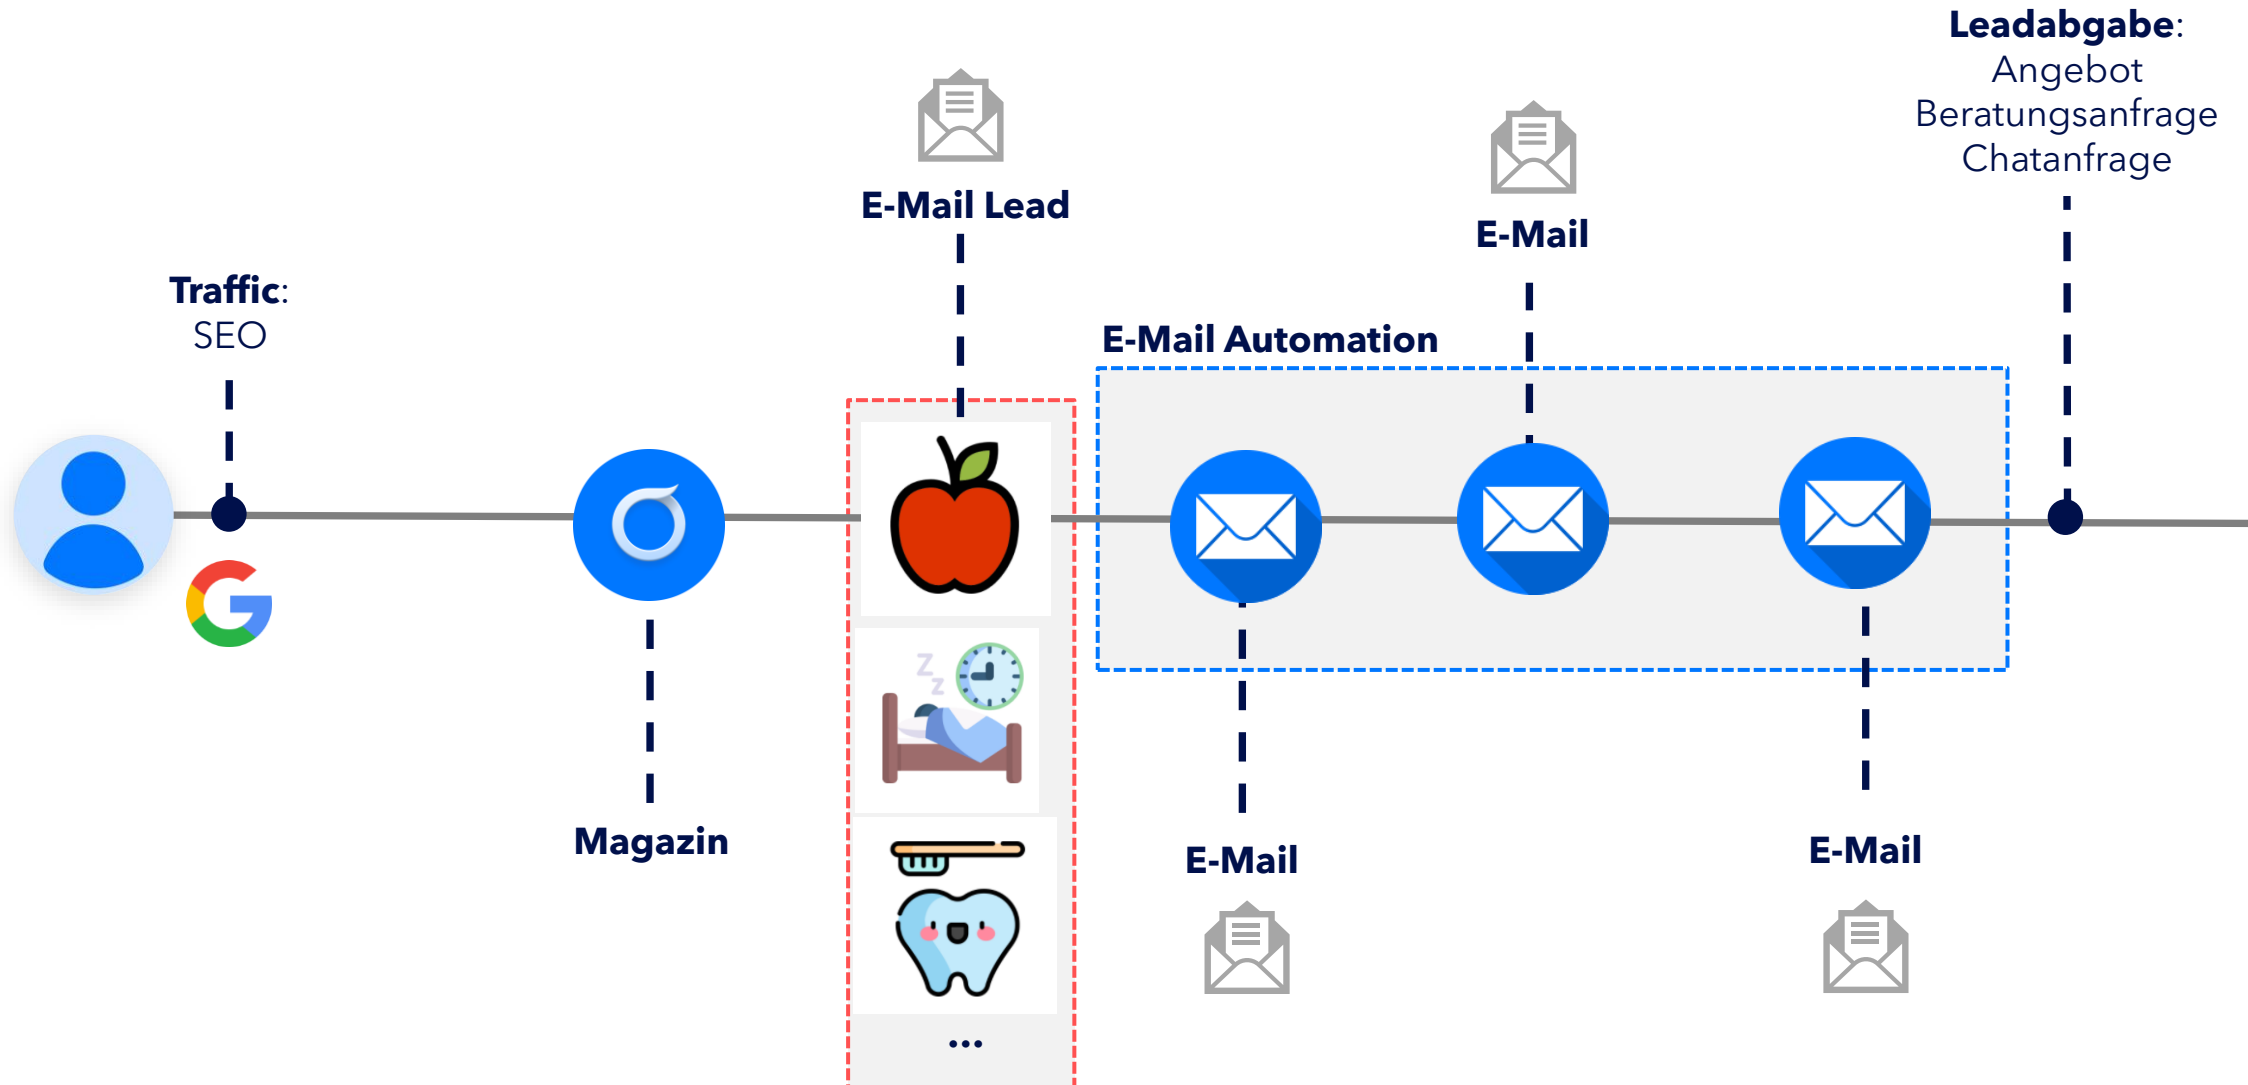 Leadabgabe:
Angebot
Beratungsanfrage
Chatanfrage
E-Mail Lead
E-Mail
Traffic:
SEO
E-Mail Automation
G
Z
z
Magazin
E-Mail
E-Mail
...